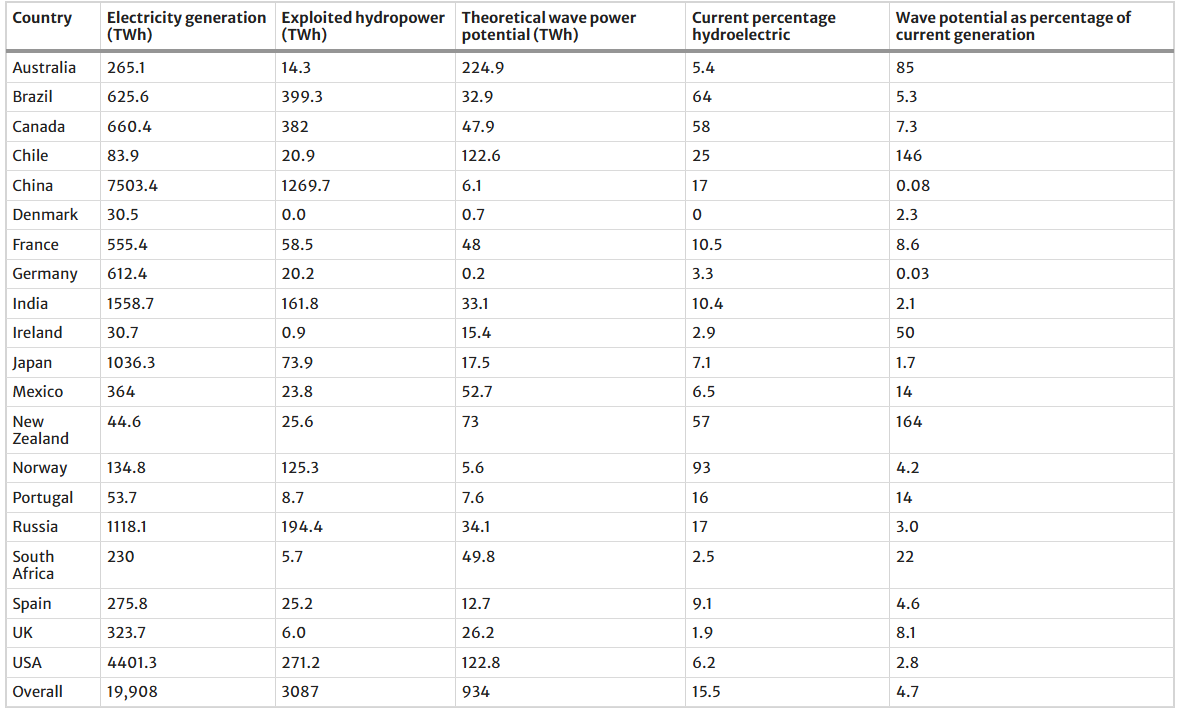 Country Electricity generation (TWh) Exploited hydropower (TWh) Theoretical wave power potential (TWh) Current percentage hydroelectric Wave potential as percentage of current generation
Australia 265.1 14.3 224.9 5.4 85
Brazil 625.6 399.3 32.9 64 5.3
Canada 660.4 382 47.9 58 7.3
Chile 83.9 20.9 122.6 25 146
China 7503.4 1269.7 6.1 17 0.08
Denmark 30.5 0.0 0.7 0 2.3
France 555.4 58.5 48 10.5 8.6
Germany 612.4 20.2 0.2 3.3 0.03
India 1558.7 161.8 33.1 10.4 2.1
Ireland 30.7 0.9 15.4 2.9 50
Japan 1036.3 73.9 17.5 7.1 1.7
Mexico 364 23.8 52.7 6.5 14
New Zealand 44.6 25.6 73 57 164
Norway 134.8 125.3 5.6 93 4.2
Portugal 53.7 8.7 7.6 16 14
Russia 1118.1 194.4 34.1 17 3.0
South Africa 230 5.7 49.8 2.5 22
Spain 275.8 25.2 12.7 9.1 4.6
UK 323.7 6.0 26.2 1.9 8.1
USA 4401.3 271.2 122.8 6.2 2.8
Overall 19,908 3087 934 15.5 4.7